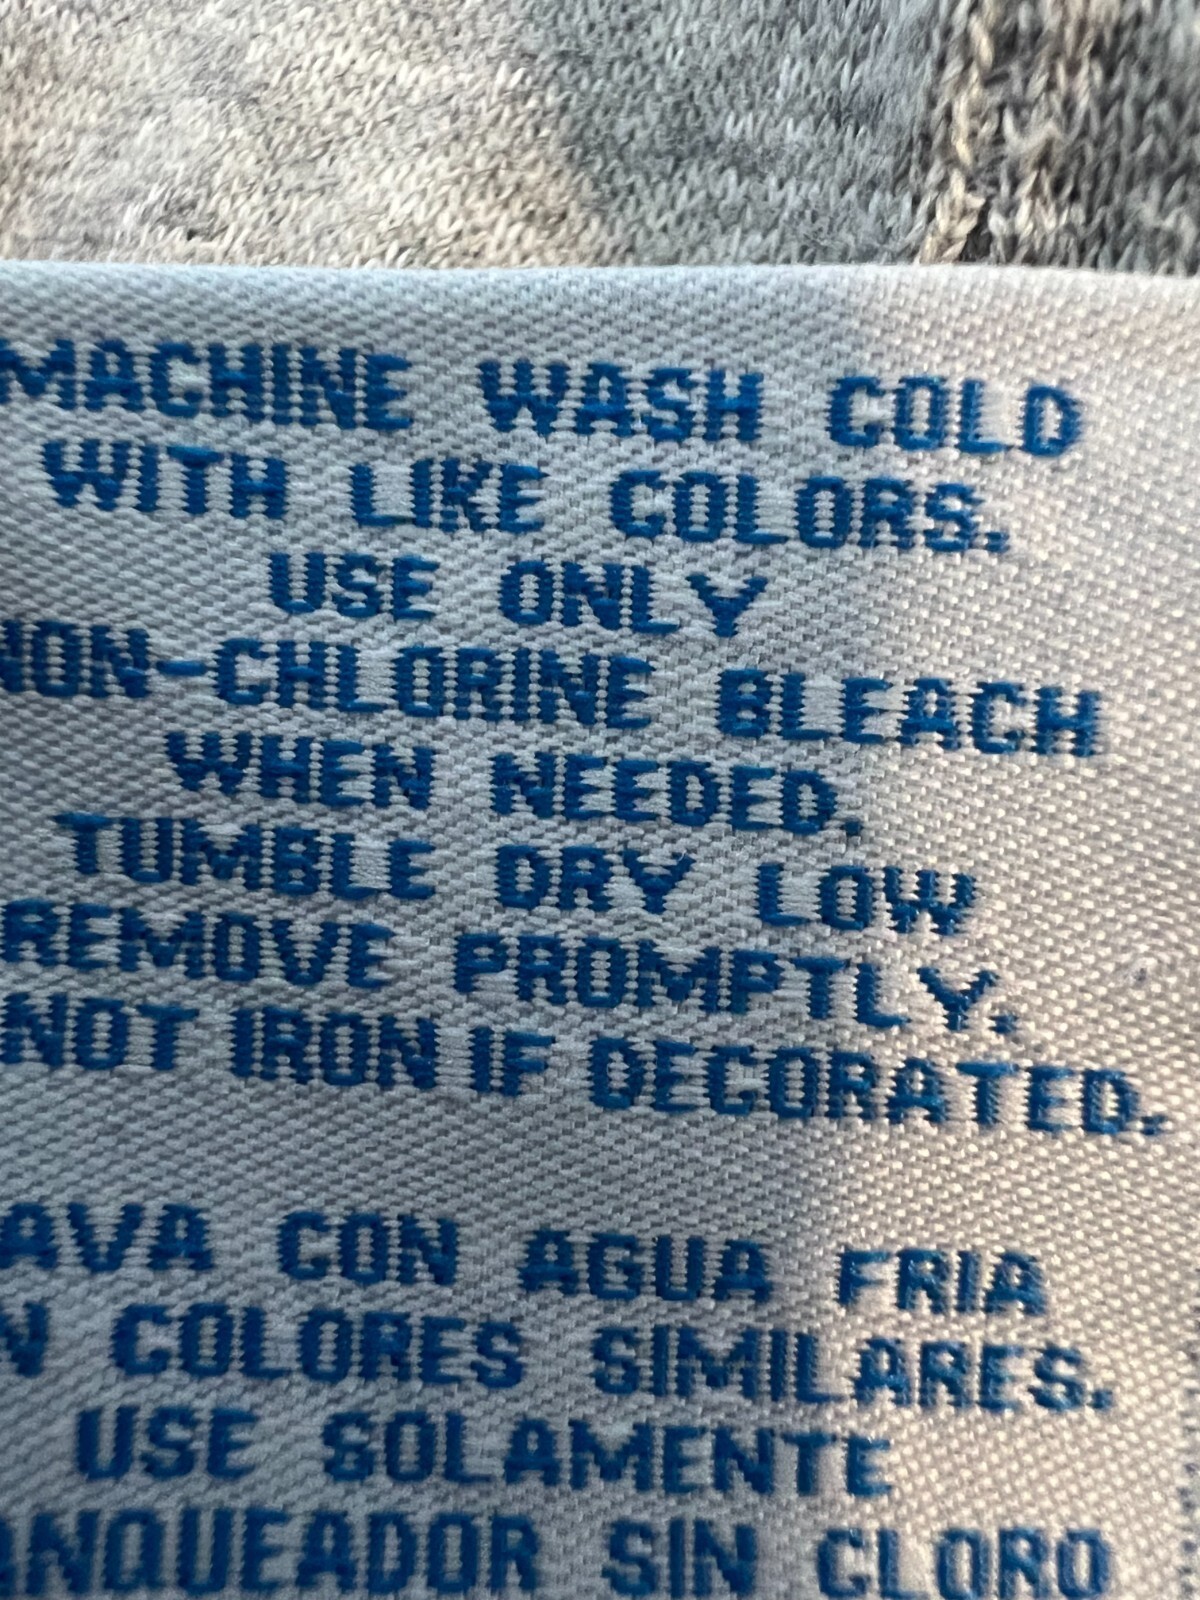 MACHINE WASH COLD
WITH LIKE COLORS.
USE ONLY
NON-CHLORINE BLEACH
WHEN NEEDED.
TUMBLE DRY LOW
REMOVE PROMPTLY.
NOT IRON IF DECORATED.
AVA CON AGUA FRIA
N COLORES SIMILARES.
USE SOLAMENTE
ANQUEADOR SIN CLORO